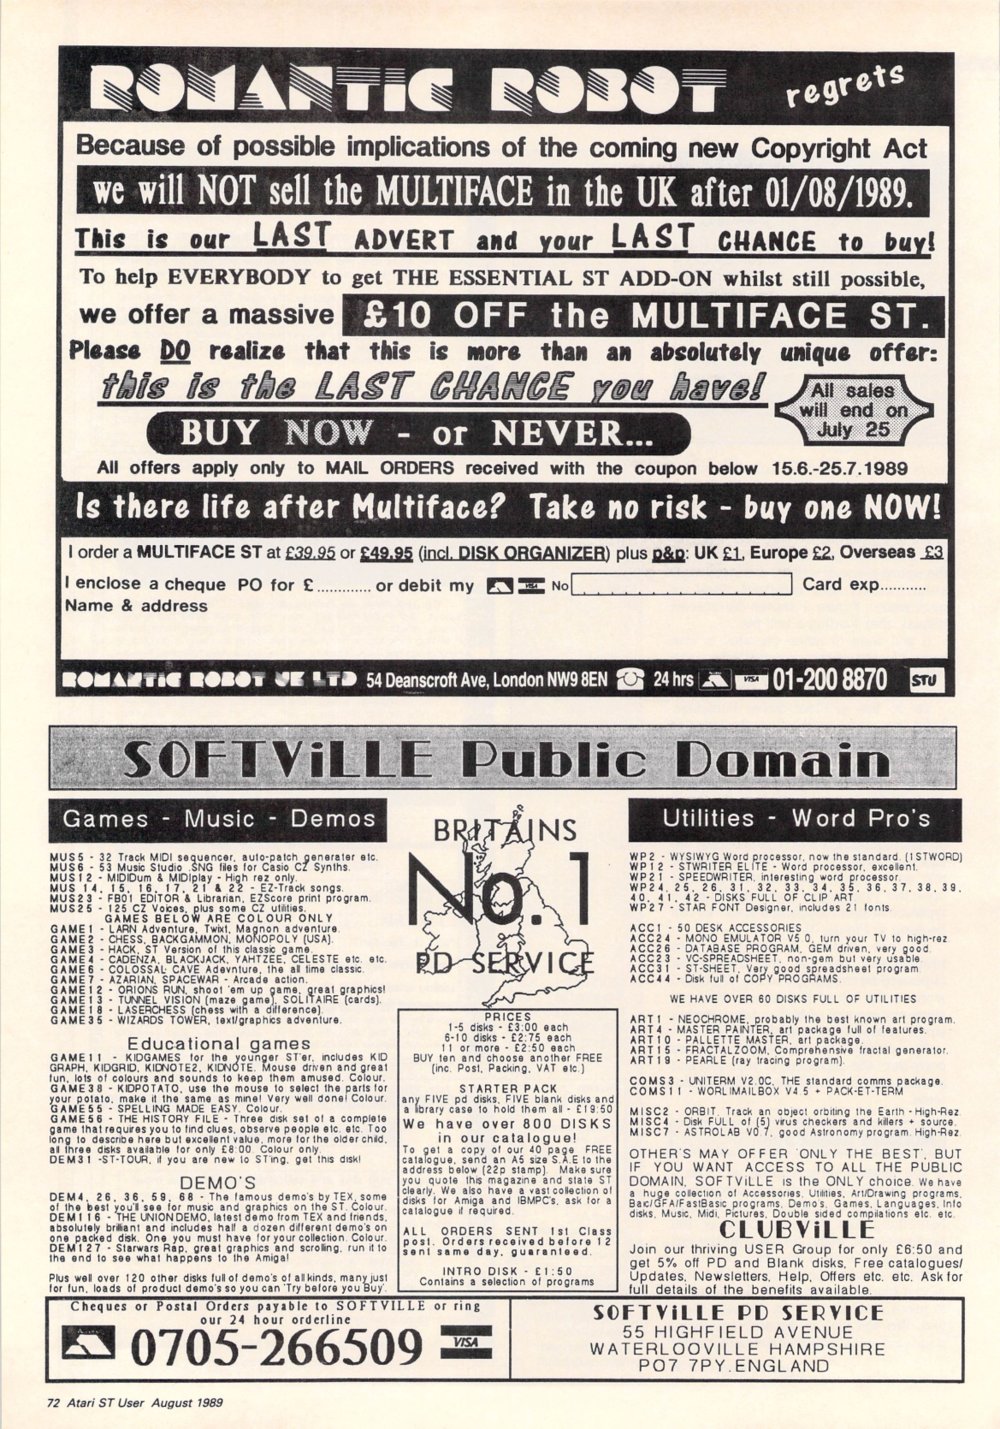 ROMANTIC ROBOT regrets
Because of possible implications of the coming new Copyright Act
we will NOT sell the MULTIFACE in the UK after 01/08/1989.
This is our LAST ADVERT and your LAST CHANCE to buy!
To help EVERYBODY to get THE ESSENTIAL ST ADD-ON whilst still possible,
we offer a massive £10 OFF the MULTIFACE ST.
Please DO realize that this is more than an absolutely unique offer:
this is the LAST CHANCE you have!
All sales
will end on
July 25
BUY NOW - or NEVER...
All offers apply only to MAIL ORDERS received with the coupon below 15.6.-25.7.1989
Is there life after Multiface? Take no risk - buy one NOW!
I order a MULTIFACE ST at £39.95 or £49.95 (incl. DISK ORGANIZER) plus p&p: UK £1, Europe £2, Overseas £3
I enclose a cheque PO for £............. or debit my VISA No Card exp...........
Name & address
ROMANTIC ROBOT UK LTD 54 Deanscroft Ave, London NW9 8EN 24 hrs VISA 01-200 8870 STU
SOFTViLLE Public Domain
Games - Music - Demos
MUS5 - 32 Track MIDI sequencer, auto-patch generater etc.
MUS6 - 53 Music Studio .SNG files for Casio CZ Synths.
MUS12 - MIDIDum & MIDIplay - High rez only.
MUS 14, 15, 16, 17, 21 & 22 - EZ-Track songs.
MUS23 - FB01 EDITOR & Librarian, EZScore print program.
MUS25 - 125 CZ Voices, plus some CZ utilities.
GAMES BELOW ARE COLOUR ONLY
GAME1 - LARN Adventure, Twixt, Magnon adventure.
GAME2 - CHESS, BACKGAMMON, MONOPOLY (USA).
GAME3 - HACK, ST Version of this classic game.
GAME4 - CADENZA, BLACKJACK, YAHTZEE, CELESTE etc. etc.
GAME6 - COLOSSAL CAVE Adevnture, the all time classic.
GAME7 - AZARIAN, SPACEWAR - Arcade action.
GAME12 - ORIONS RUN, shoot 'em up game, great graphics!
GAME13 - TUNNEL VISION (maze game), SOLITAIRE (cards).
GAME18 - LASERCHESS (chess with a difference).
GAME35 - WIZARDS TOWER, text/graphics adventure.
Educational games
GAME11 - KIDGAMES for the younger ST'er, includes KID
GRAPH, KIDGRID, KIDNOTE2, KIDNOTE. Mouse driven and great
fun, lots of colours and sounds to keep them amused. Colour.
GAME38 - KIDPOTATO, use the mouse to select the parts for
your potato, make it the same as mine! Very well done! Colour.
GAME55 - SPELLING MADE EASY. Colour.
GAME56 - THE HISTORY FILE - Three disk set of a complete
game that requires you to find clues, observe people etc. etc. Too
long to describe here but excellent value, more for the older child,
all three disks available for only £8:00. Colour only.
DEM31 -ST-TOUR, if you are new to ST'ing, get this disk!
DEMO'S
DEM4, 26, 36, 59, 68 - The famous demo's by TEX, some
of the best you'll see for music and graphics on the ST. Colour.
DEM116 - THE UNION DEMO, latest demo from TEX and friends,
absolutely brilliant and includes half a dozen different demo's on
one packed disk. One you must have for your collection. Colour.
DEM127 - Starwars Rap, great graphics and scrolling, run it to
the end to see what happens to the Amiga!
Plus well over 120 other disks full of demo's of all kinds, many just
for fun, loads of product demo's so you can 'Try before you Buy'.
BRITAINS
No.1
PD SERVICE
PRICES
1-5 disks - £3:00 each
6-10 disks - £2:75 each
11 or more - £2:50 each
BUY ten and choose another FREE
(inc. Post, Packing, VAT etc.)
STARTER PACK
any FIVE pd disks, FIVE blank disks and
a library case to hold them all - £19:50
We have over 800 DISKS
in our catalogue!
To get a copy of our 40 page FREE
catalogue, send an A5 size S.A.E to the
address below (22p stamp). Make sure
you quote this magazine and state ST
clearly. We also have a vast collection of
disks for Amiga and IBMPC's, ask for a
catalogue if required.
ALL ORDERS SENT 1st Class
post. Orders received before 12
sent same day, guaranteed.
INTRO DISK - £1:50
Contains a selection of programs
Utilities - Word Pro's
WP2 - WYSIWYG Word processor, now the standard. (1STWORD)
WP12 - STWRITER ELITE - Word processor, excellent.
WP21 - SPEEDWRITER, interesting word processor.
WP24, 25, 26, 31, 32, 33, 34, 35, 36, 37, 38, 39,
40, 41, 42 - DISKS FULL OF CLIP ART
WP27 - STAR FONT Designer, includes 21 fonts.
ACC1 - 50 DESK ACCESSORIES
ACC24 - MONO EMULATOR V5.0, turn your TV to high-rez.
ACC26 - DATABASE PROGRAM, GEM driven, very good.
ACC23 - VC-SPREADSHEET, non-gem but very usable.
ACC31 - ST-SHEET, Very good spreadsheet program.
ACC44 - Disk full of COPY PROGRAMS.
WE HAVE OVER 60 DISKS FULL OF UTILITIES
ART1 - NEOCHROME, probably the best known art program.
ART4 - MASTER PAINTER, art package full of features.
ART10 - PALLETTE MASTER, art package.
ART15 - FRACTALZOOM, Comprehensive fractal generator.
ART19 - PEARLE (ray tracing program).
COMS3 - UNITERM V2.0C, THE standard comms package.
COMS11 - WORLIMAILBOX V4.5 + PACK-ET-TERM
MISC2 - ORBIT, Track an object orbiting the Earth - High-Rez.
MISC4 - Disk FULL of (5) virus checkers and killers + source.
MISC7 - ASTROLAB V0.7, good Astronomy program. High-Rez.
OTHER'S MAY OFFER 'ONLY THE BEST', BUT
IF YOU WANT ACCESS TO ALL THE PUBLIC
DOMAIN, SOFTViLLE is the ONLY choice. We have
a huge collection of Accessories, Utilities, Art/Drawing programs,
Basic/GFA/FastBasic programs, Demo's, Games, Languages, Info
disks, Music, Midi, Pictures, Double sided compilations etc. etc.
CLUBViLLE
Join our thriving USER Group for only £6:50 and
get 5% off PD and Blank disks, Free catalogues/
Updates, Newsletters, Help, Offers etc. etc. Ask for
full details of the benefits available.
Cheques or Postal Orders payable to SOFTVILLE or ring
our 24 hour orderline
0705-266509 VISA
SOFTViLLE PD SERVICE
55 HIGHFIELD AVENUE
WATERLOOVILLE HAMPSHIRE
PO7 7PY. ENGLAND
72 Atari ST User August 1989